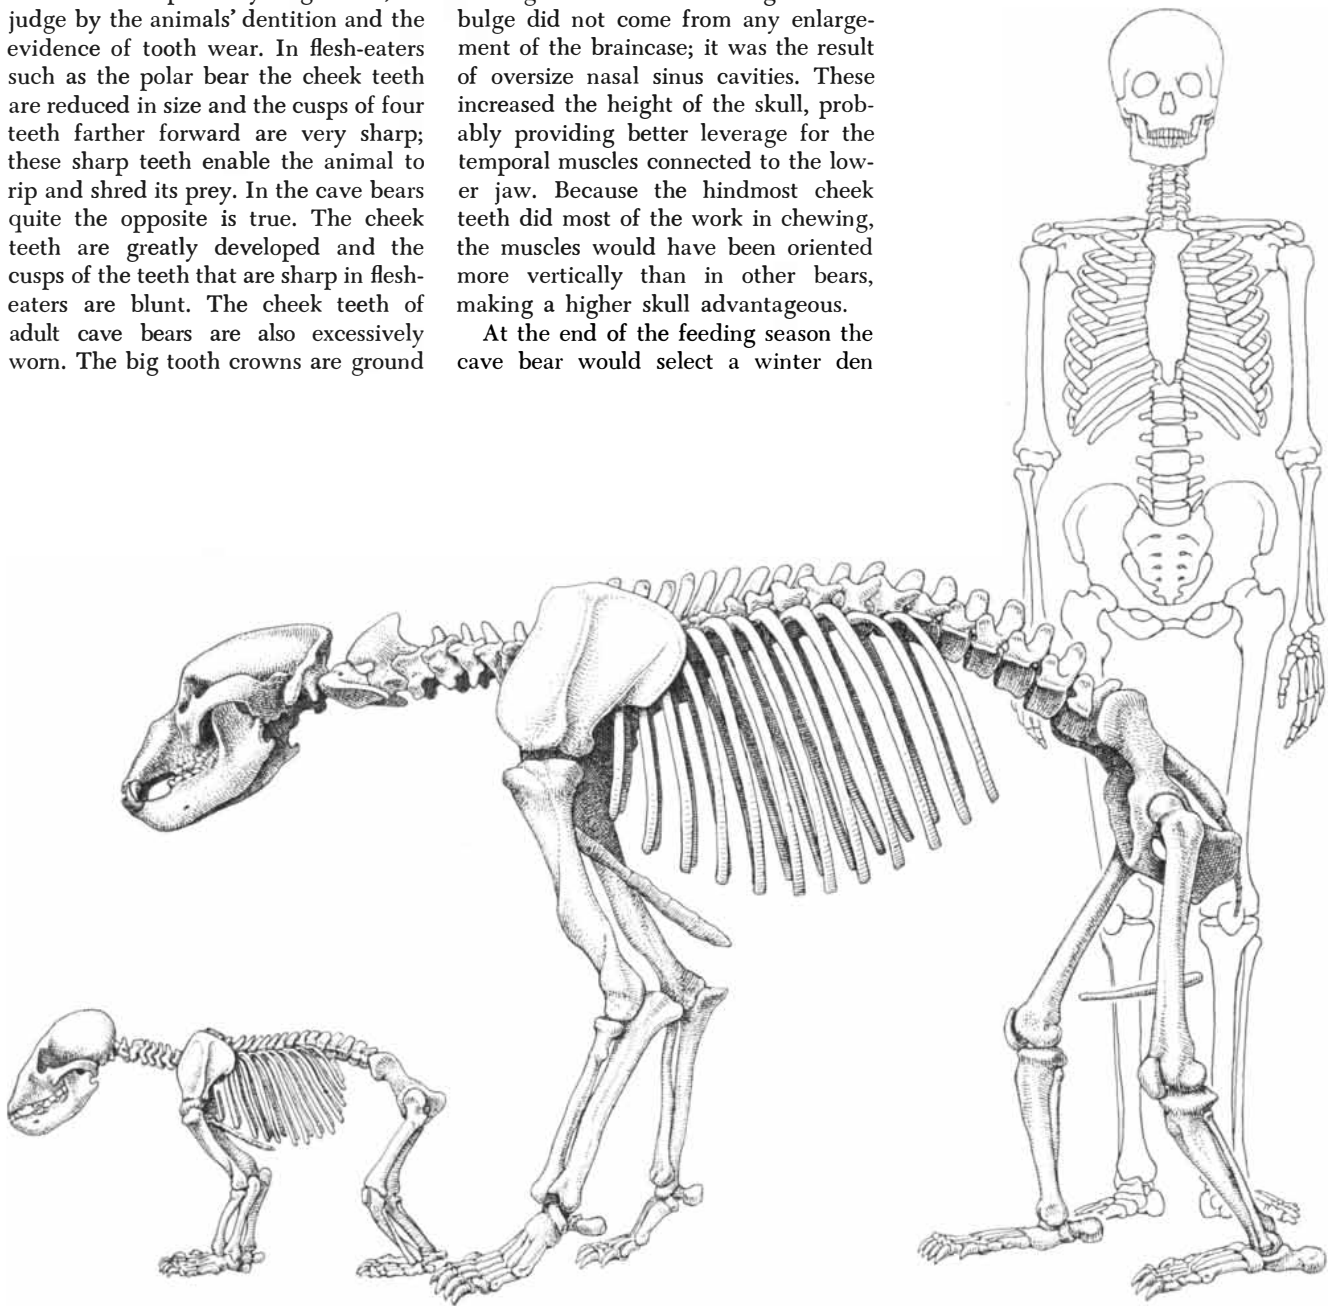 judge by the animals’ dentition and the
evidence of tooth wear. In flesh-eaters
such as the polar bear the cheek teeth
are reduced in size and the cusps of four
teeth farther forward are very sharp;
these sharp teeth enable the animal to
rip and shred its prey. In the cave bears
quite the opposite is true. The cheek
teeth are greatly developed and the
cusps of the teeth that are sharp in flesh-
eaters are blunt. The cheek teeth of
adult cave bears are also excessively
worn. The big tooth crowns are ground
bulge did not come from any enlarge-
ment of the braincase; it was the result
of oversize nasal sinus cavities. These
increased the height of the skull, prob-
ably providing better leverage for the
temporal muscles connected to the low-
er jaw. Because the hindmost cheek
teeth did most of the work in chewing,
the muscles would have been oriented
more vertically than in other bears,
making a higher skull advantageous.
At the end of the feeding season the
cave bear would select a winter den